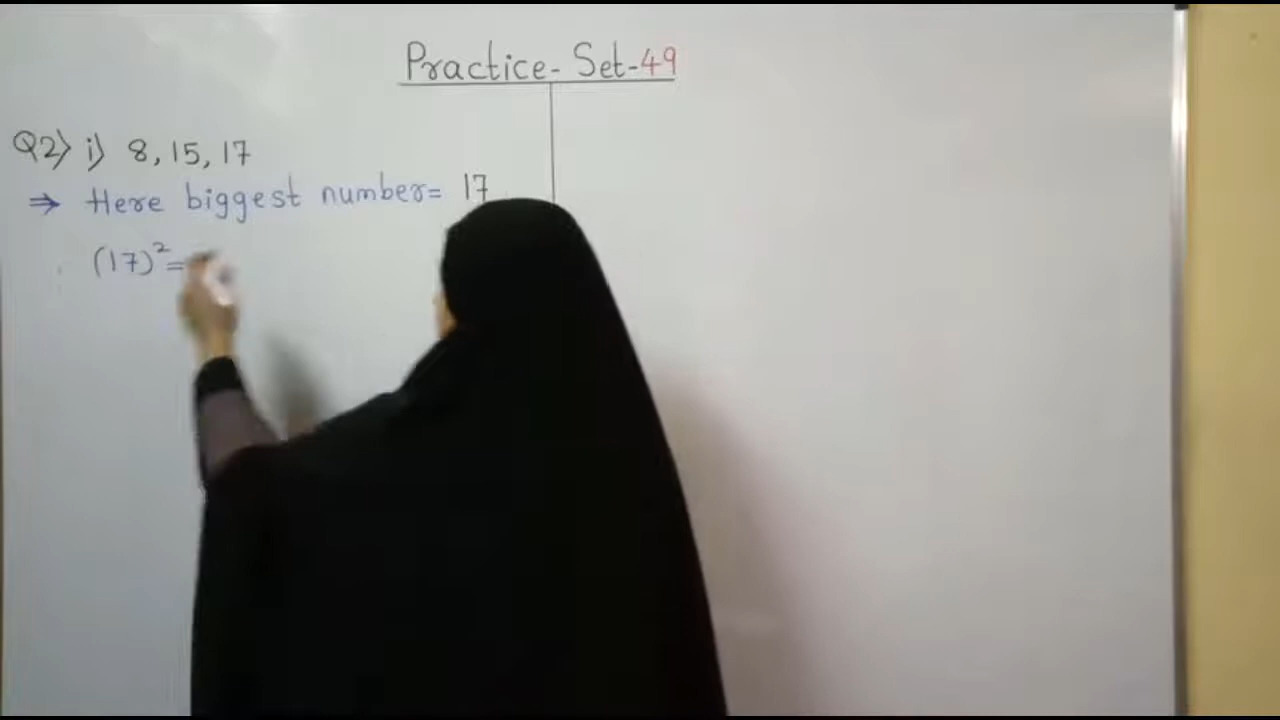 Practice- Set-49
Q2) i) 8, 15, 17
⇒ Here biggest number= 17
(17)²=